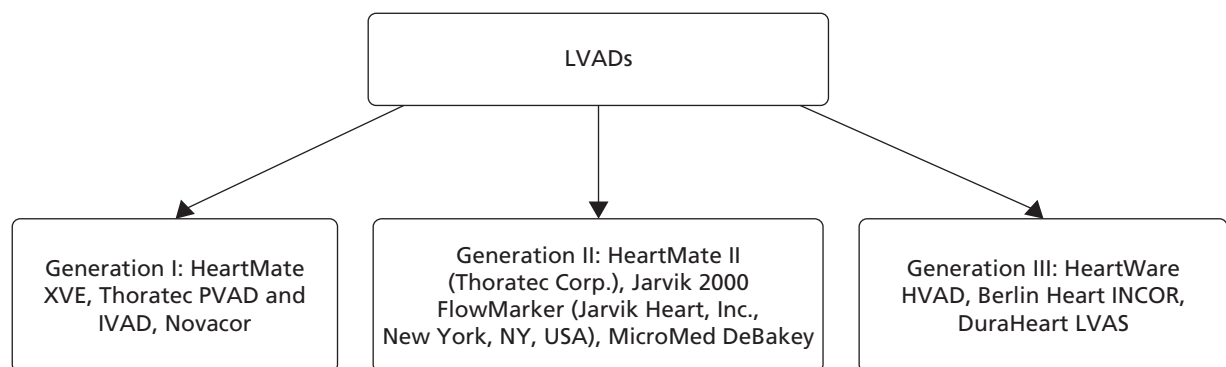 LVADs
Generation I: HeartMate
XVE, Thoratec PVAD and
IVAD, Novacor
Generation II: HeartMate II
(Thoratec Corp.), Jarvik 2000
FlowMarker (Jarvik Heart, Inc.,
New York, NY, USA), MicroMed DeBakey
Generation III: HeartWare
HVAD, Berlin Heart INCOR,
DuraHeart LVAS